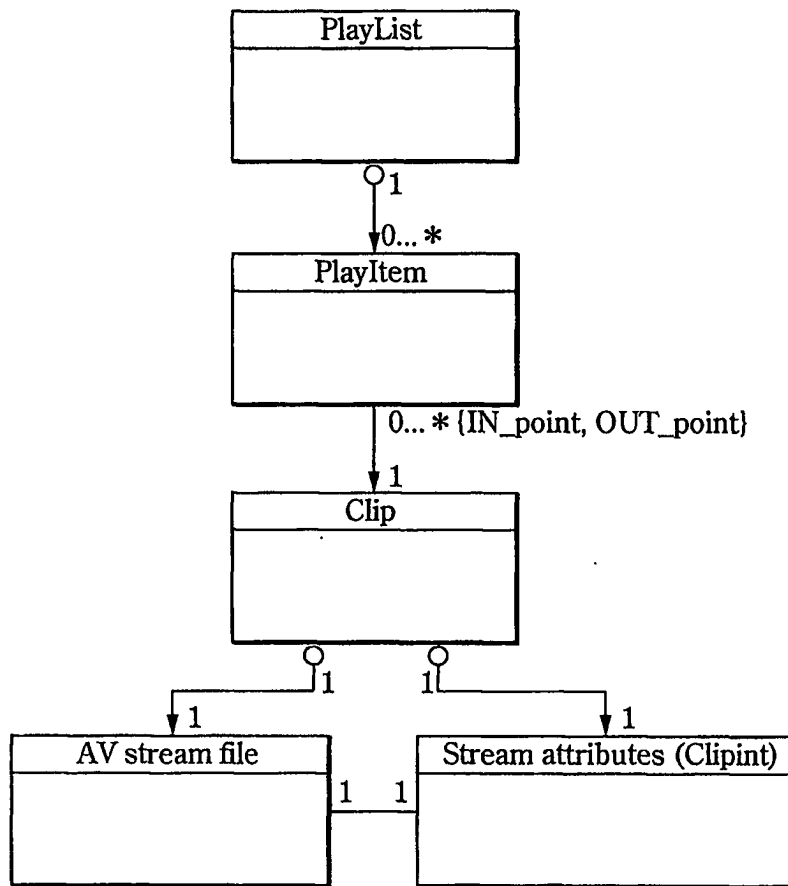 PlayList
1
0... *
PlayItem
0... * {IN_point, OUT_point}
1
Clip
1 1
1 1
AV stream file Stream attributes (Clipint)
1 1